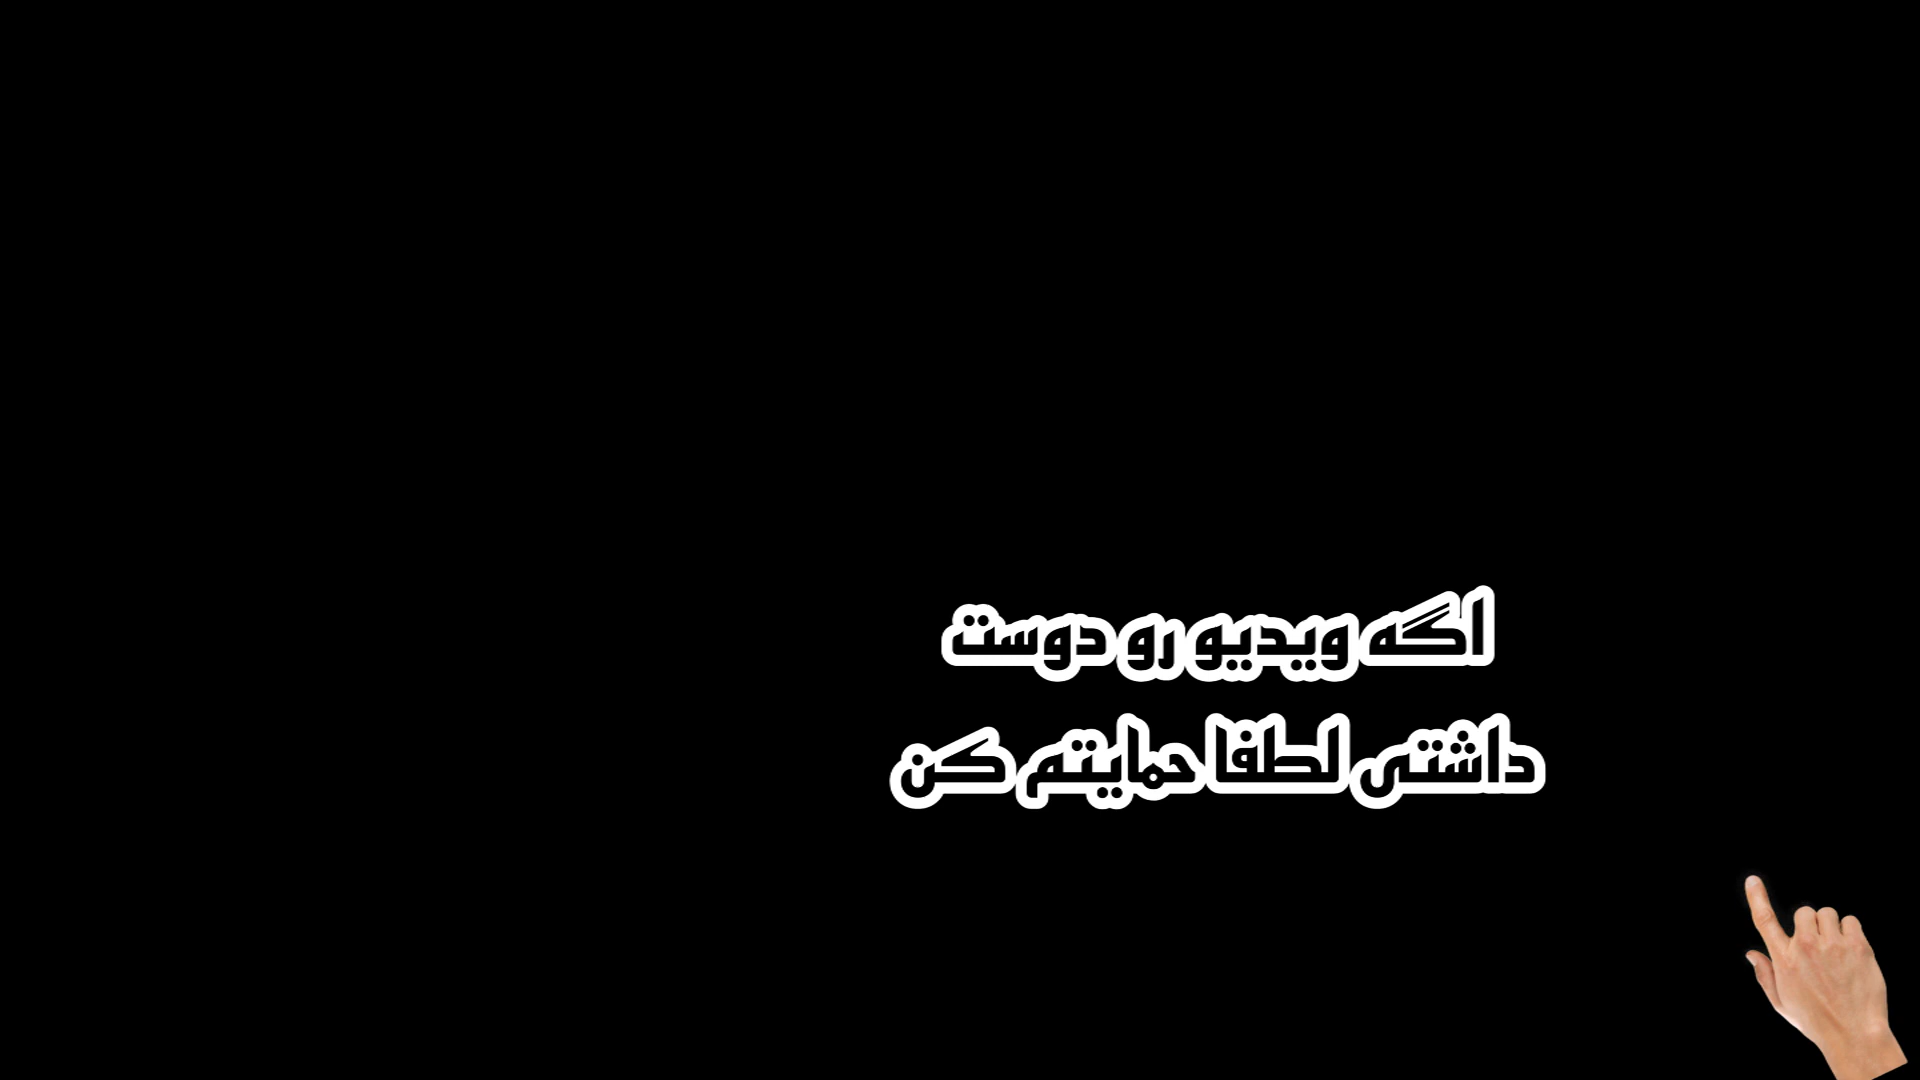 اگه ویدیو رو دوست
داشتی لطفا حمایتم کن